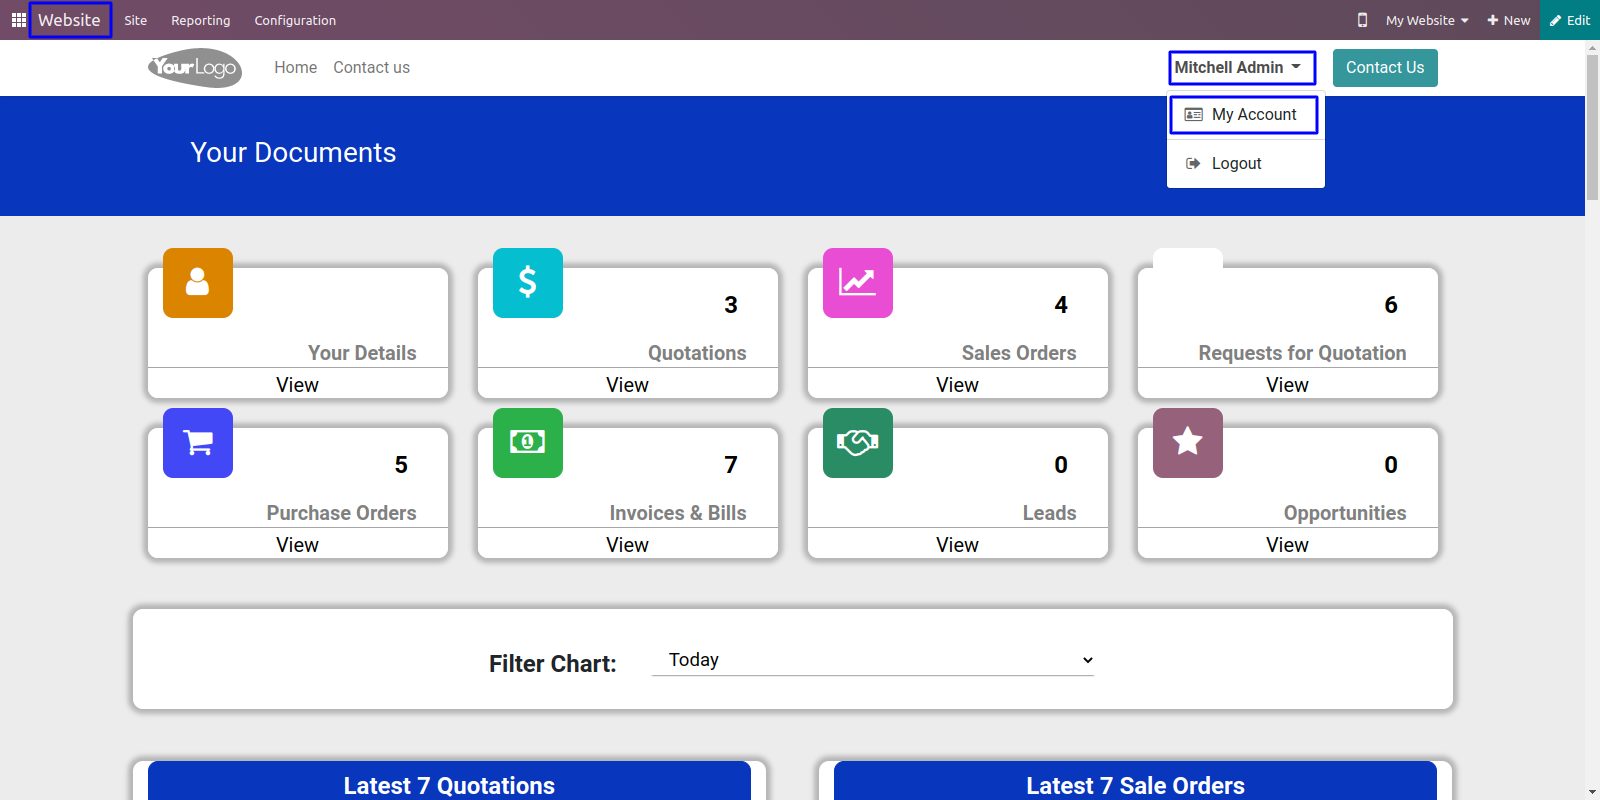 Website Site Reporting Configuration My Website New Edit
YourLogo Home Contact us Mitchell Admin Contact Us
My Account
Your Documents
Logout
3 4 6
Your Details Quotations Sales Orders Requests for Quotation
View View View View
5 7 0 0
Purchase Orders Invoices & Bills Leads Opportunities
View View View View
Filter Chart: Today
Latest 7 Quotations Latest 7 Sale Orders